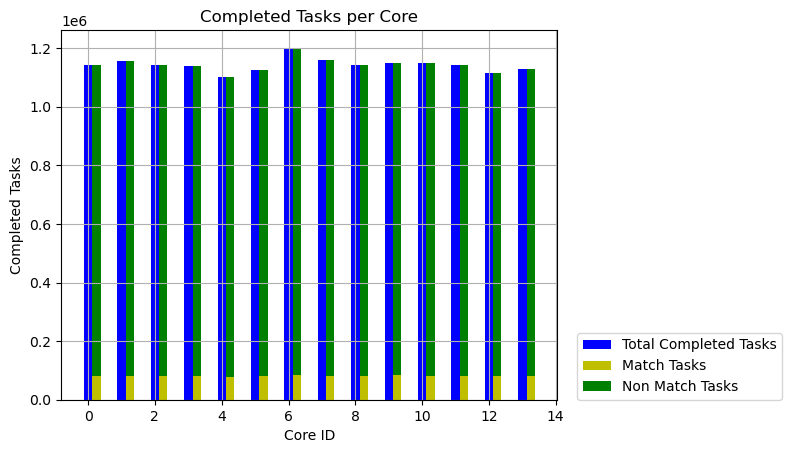 Completed Tasks per Core
1e6
1.2
1.0
0.8
0.6
0.4
0.2
0.0
Completed Tasks
0 2 4 6 8 10 12 14
Core ID
Total Completed Tasks
Match Tasks
Non Match Tasks